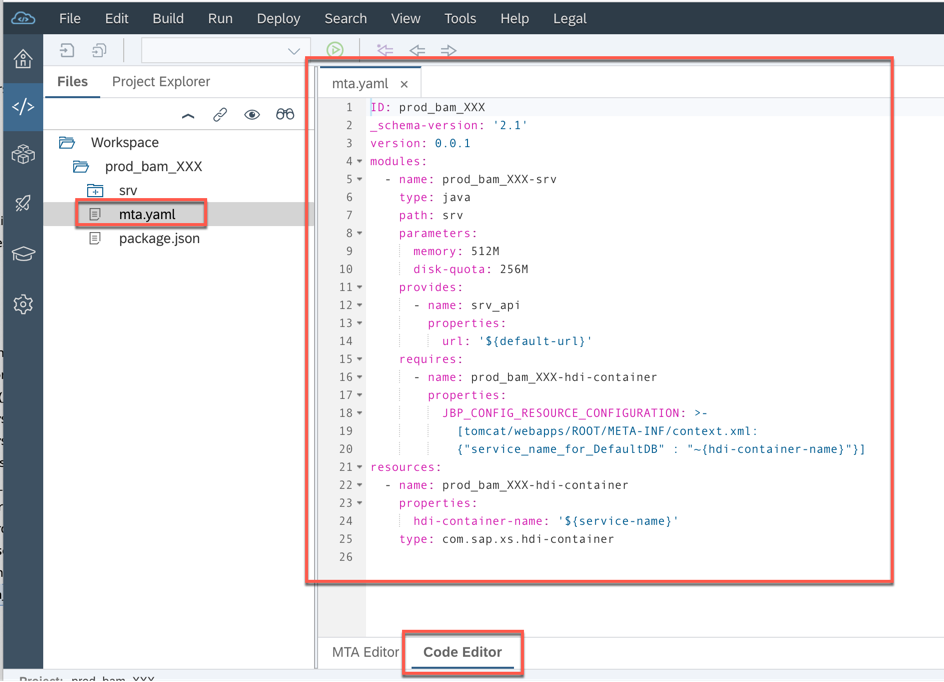 File Edit Build Run Deploy Search View Tools Help Legal
Files Project Explorer
Workspace
prod_bam_XXX
srv
mta.yaml
package.json
mta.yaml ×
1 ID: prod_bam_XXX
2 _schema-version: '2.1'
3 version: 0.0.1
4 modules:
5 - name: prod_bam_XXX-srv
6 type: java
7 path: srv
8 parameters:
9 memory: 512M
10 disk-quota: 256M
11 provides:
12 - name: srv_api
13 properties:
14 url: '${default-url}'
15 requires:
16 - name: prod_bam_XXX-hdi-container
17 properties:
18 JBP_CONFIG_RESOURCE_CONFIGURATION: >-
19 [tomcat/webapps/ROOT/META-INF/context.xml:
20 {"service_name_for_DefaultDB" : "~{hdi-container-name}"}]
21 resources:
22 - name: prod_bam_XXX-hdi-container
23 properties:
24 hdi-container-name: '${service-name}'
25 type: com.sap.xs.hdi-container
26
MTA Editor Code Editor
Project: prod_bam_XXX